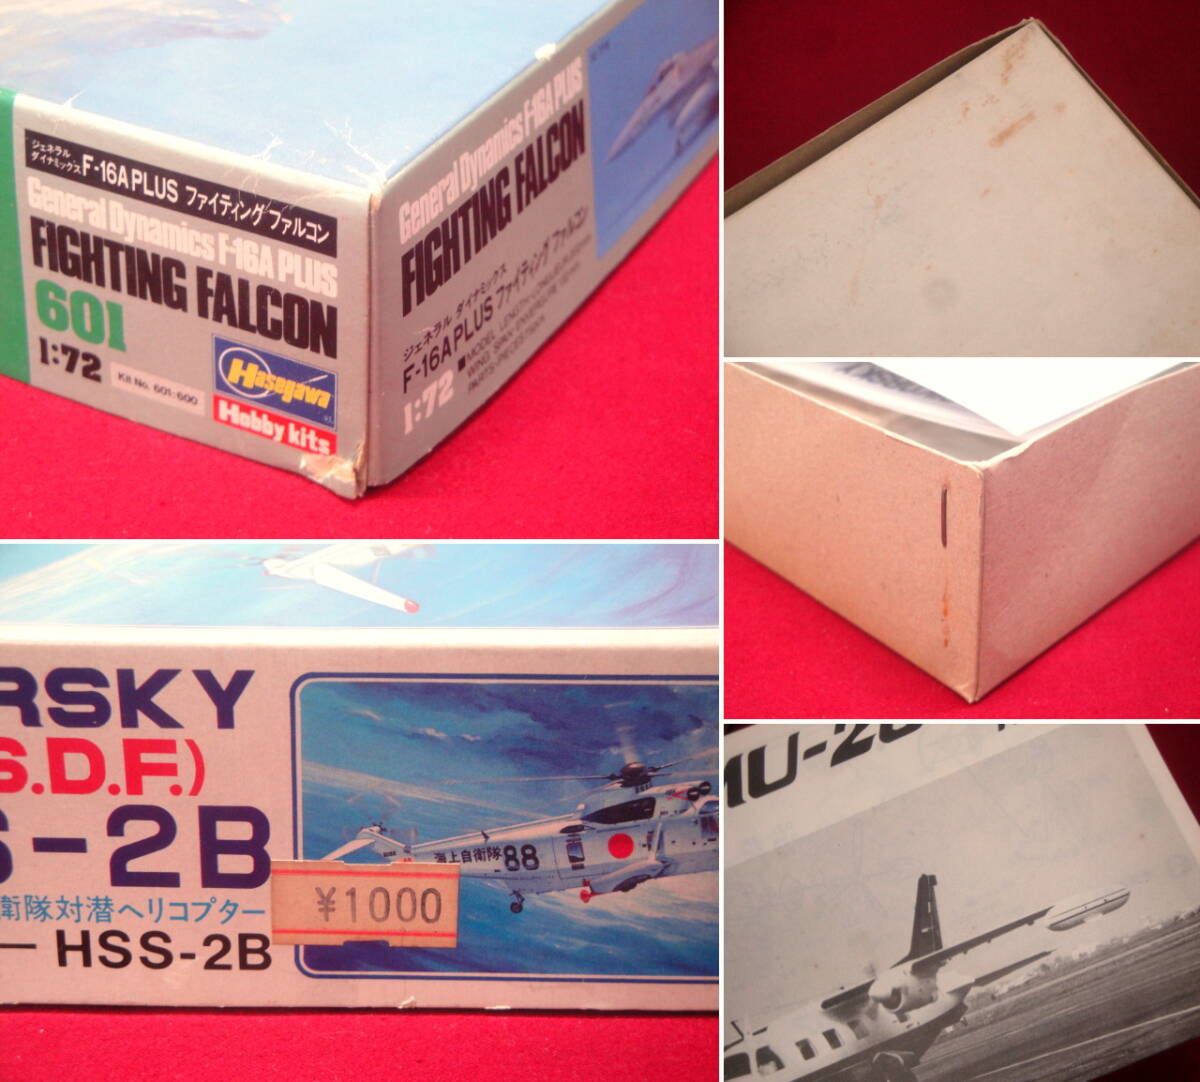 ジェネラル
ダイナミックス F-16A PLUS ファイティング ファルコン
General Dynamics F-16A PLUS
FIGHTING FALCON
601
1:72
Kit No. 601:600
Hasegawa
Hobby kits
General Dynamics F-16A PLUS
FIGHTING FALCON
ジェネラル ダイナミックス
F-16A PLUS ファイティング ファルコン
1:72
RSKY
S.D.F.)
-2B
衛隊対潜ヘリコプター
HSS-2B
海上自衛隊 88
¥1000
MU-2